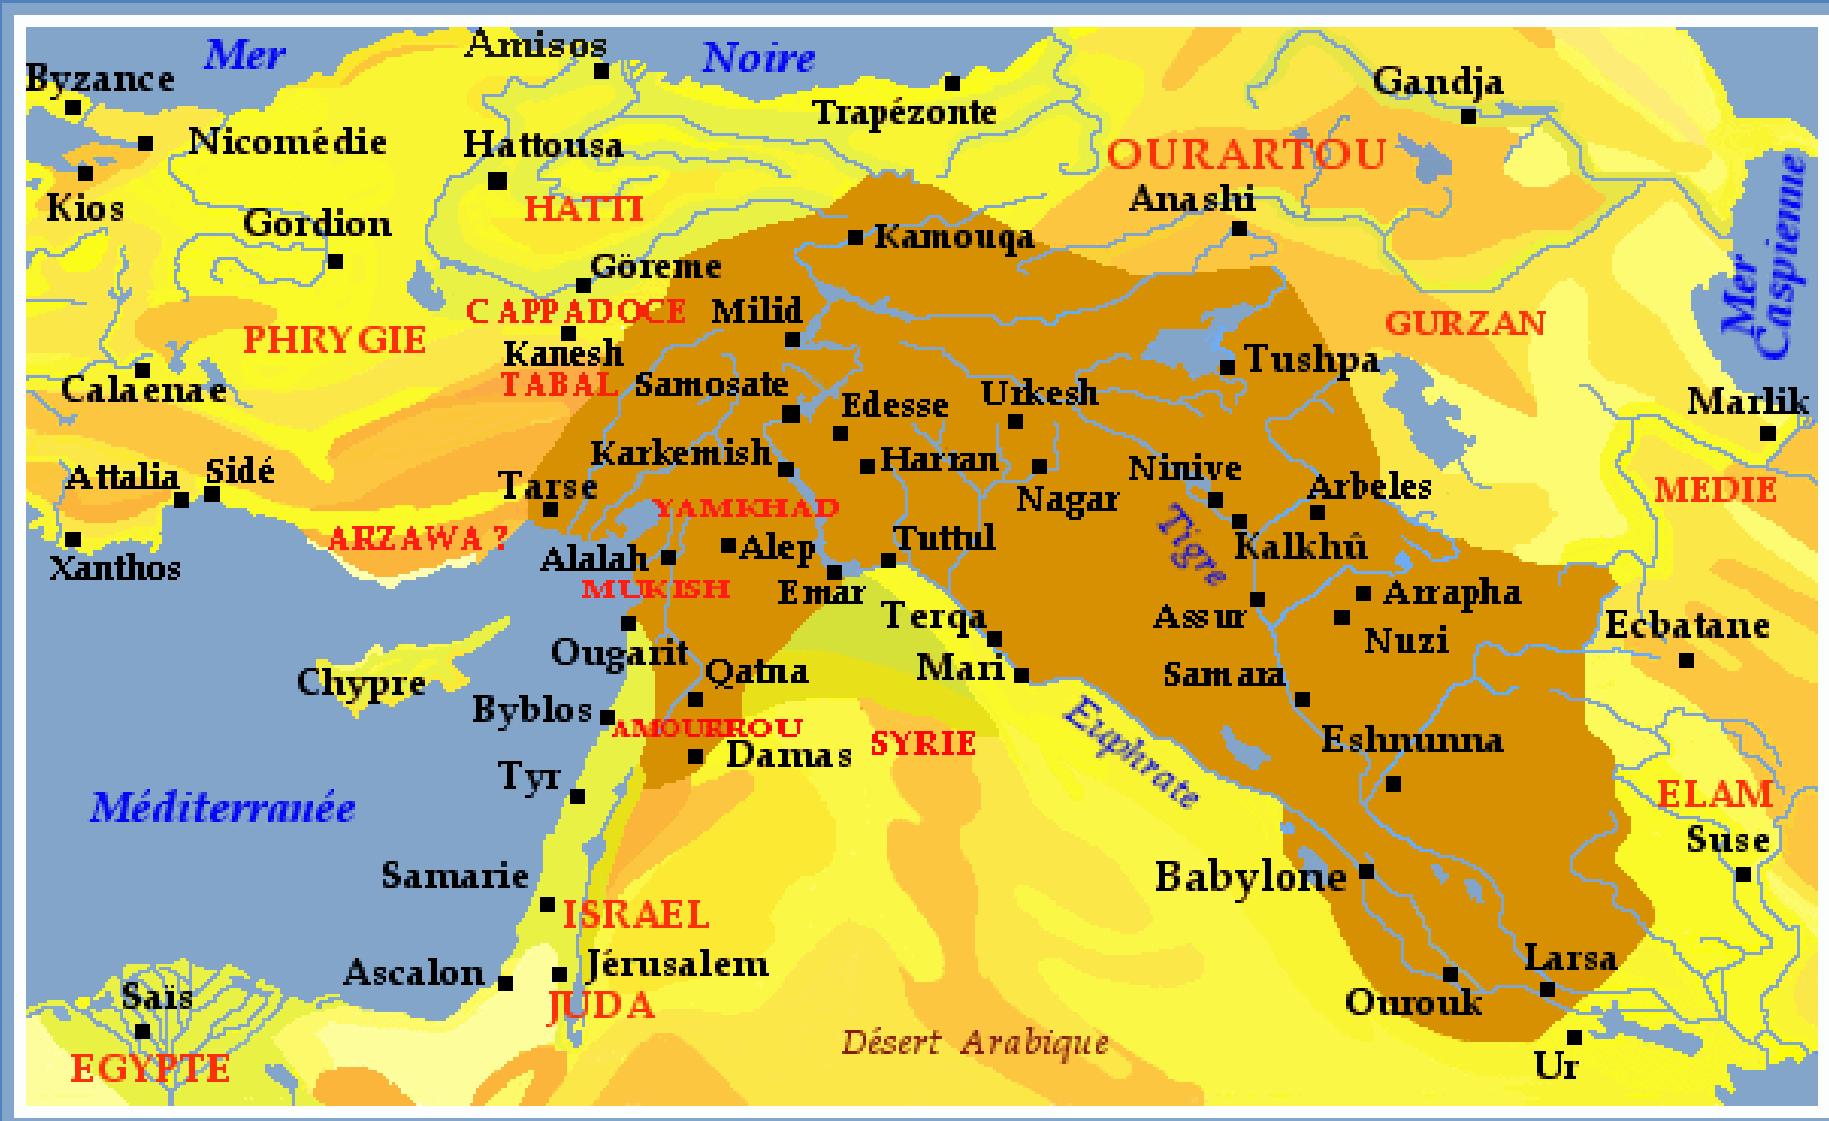 Amisos
Mer
Noire
Byzance
Gandja
Trapézonte
Nicomédie
Hattousa
OURARTOU
Kios
HATTI
Anashi
Gordion
Kamouqa
Mer
Caspienne
Göreme
CAPPADOCE
Milid
GURZAN
PHRYGIE
Kanesh
Tushpa
Calaenae
TABAL
Samosate
Edesse
Urkesh
Marlik
Karkemish
Harran
Ninive
Attalia
Sidé
Tarse
Nagar
Arbeles
MEDIE
YAMKHAD
Tigre
ARZAWA ?
Alep
Tuttul
Kalkhû
Xanthos
Alalah
MUKISH
Emar
Arrapha
Terqa
Assur
Nuzi
Ecbatane
Ougarit
Qatna
Mari
Samara
Chypre
Byblos
AMOURROU
Damas
SYRIE
Euphrate
Eshnunna
Tyr
ELAM
Méditerranée
Suse
Samarie
Babylone
ISRAEL
Ascalon
Jérusalem
Larsa
Saïs
JUDA
Ourouk
Désert Arabique
EGYPTE
Ur